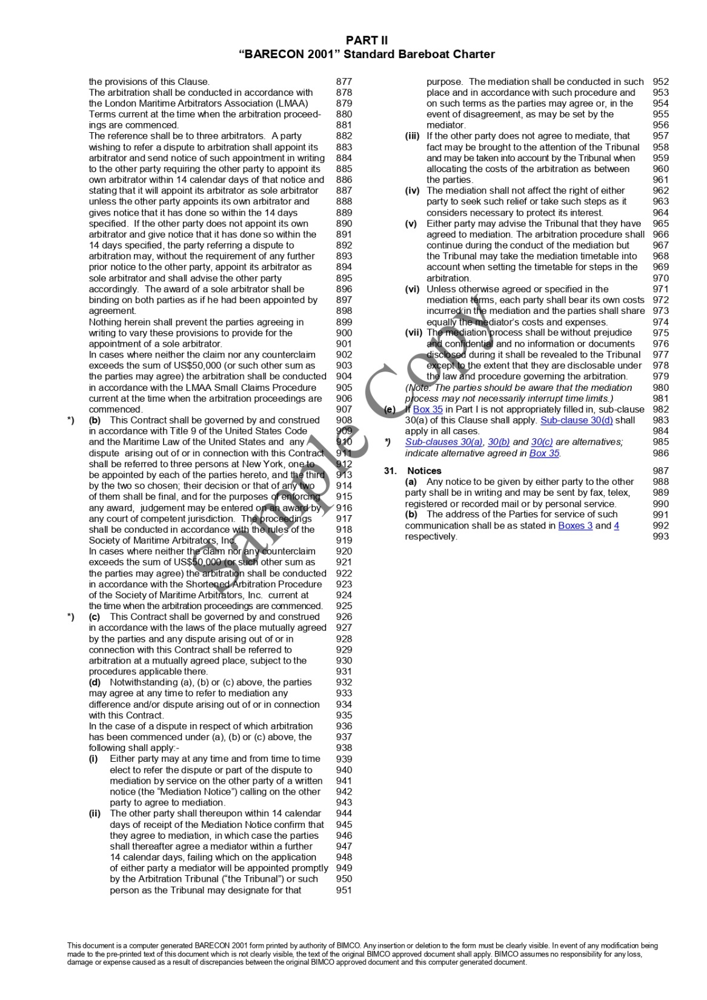 PART II
“BARECON 2001” Standard Bareboat Charter
the provisions of this Clause. 877
The arbitration shall be conducted in accordance with 878
the London Maritime Arbitrators Association (LMAA) 879
Terms current at the time when the arbitration proceed- 880
ings are commenced. 881
The reference shall be to three arbitrators. A party 882
wishing to refer a dispute to arbitration shall appoint its 883
arbitrator and send notice of such appointment in writing 884
to the other party requiring the other party to appoint its 885
own arbitrator within 14 calendar days of that notice and 886
stating that it will appoint its arbitrator as sole arbitrator 887
unless the other party appoints its own arbitrator and 888
gives notice that it has done so within the 14 days 889
specified. If the other party does not appoint its own 890
arbitrator and give notice that it has done so within the 891
14 days specified, the party referring a dispute to 892
arbitration may, without the requirement of any further 893
prior notice to the other party, appoint its arbitrator as 894
sole arbitrator and shall advise the other party 895
accordingly. The award of a sole arbitrator shall be 896
binding on both parties as if he had been appointed by 897
agreement. 898
Nothing herein shall prevent the parties agreeing in 899
writing to vary these provisions to provide for the 900
appointment of a sole arbitrator. 901
In cases where neither the claim nor any counterclaim 902
exceeds the sum of US$50,000 (or such other sum as 903
the parties may agree) the arbitration shall be conducted 904
in accordance with the LMAA Small Claims Procedure 905
current at the time when the arbitration proceedings are 906
commenced. 907
*) (b) This Contract shall be governed by and construed 908
in accordance with Title 9 of the United States Code 909
and the Maritime Law of the United States and any 910
dispute arising out of or in connection with this Contract 911
shall be referred to three persons at New York, one to 912
be appointed by each of the parties hereto, and the third 913
by the two so chosen; their decision or that of any two 914
of them shall be final, and for the purposes of enforcing 915
any award, judgement may be entered on an award by 916
any court of competent jurisdiction. The proceedings 917
shall be conducted in accordance with the rules of the 918
Society of Maritime Arbitrators, Inc. 919
In cases where neither the claim nor any counterclaim 920
exceeds the sum of US$50,000 (or such other sum as 921
the parties may agree) the arbitration shall be conducted 922
in accordance with the Shortened Arbitration Procedure 923
of the Society of Maritime Arbitrators, Inc. current at 924
the time when the arbitration proceedings are commenced. 925
*) (c) This Contract shall be governed by and construed 926
in accordance with the laws of the place mutually agreed 927
by the parties and any dispute arising out of or in 928
connection with this Contract shall be referred to 929
arbitration at a mutually agreed place, subject to the 930
procedures applicable there. 931
(d) Notwithstanding (a), (b) or (c) above, the parties 932
may agree at any time to refer to mediation any 933
difference and/or dispute arising out of or in connection 934
with this Contract. 935
In the case of a dispute in respect of which arbitration 936
has been commenced under (a), (b) or (c) above, the 937
following shall apply:- 938
(i) Either party may at any time and from time to time 939
elect to refer the dispute or part of the dispute to 940
mediation by service on the other party of a written 941
notice (the “Mediation Notice”) calling on the other 942
party to agree to mediation. 943
(ii) The other party shall thereupon within 14 calendar 944
days of receipt of the Mediation Notice confirm that 945
they agree to mediation, in which case the parties 946
shall thereafter agree a mediator within a further 947
14 calendar days, failing which on the application 948
of either party a mediator will be appointed promptly 949
by the Arbitration Tribunal (“the Tribunal”) or such 950
person as the Tribunal may designate for that 951
purpose. The mediation shall be conducted in such 952
place and in accordance with such procedure and 953
on such terms as the parties may agree or, in the 954
event of disagreement, as may be set by the 955
mediator. 956
(iii) If the other party does not agree to mediate, that 957
fact may be brought to the attention of the Tribunal 958
and may be taken into account by the Tribunal when 959
allocating the costs of the arbitration as between 960
the parties. 961
(iv) The mediation shall not affect the right of either 962
party to seek such relief or take such steps as it 963
considers necessary to protect its interest. 964
(v) Either party may advise the Tribunal that they have 965
agreed to mediation. The arbitration procedure shall 966
continue during the conduct of the mediation but 967
the Tribunal may take the mediation timetable into 968
account when setting the timetable for steps in the 969
arbitration. 970
(vi) Unless otherwise agreed or specified in the 971
mediation terms, each party shall bear its own costs 972
incurred in the mediation and the parties shall share 973
equally the mediator’s costs and expenses. 974
(vii) The mediation process shall be without prejudice 975
and confidential and no information or documents 976
disclosed during it shall be revealed to the Tribunal 977
except to the extent that they are disclosable under 978
the law and procedure governing the arbitration. 979
(Note: The parties should be aware that the mediation 980
process may not necessarily interrupt time limits.) 981
(e) If Box 35 in Part I is not appropriately filled in, sub-clause 982
30(a) of this Clause shall apply. Sub-clause 30(d) shall 983
apply in all cases. 984
*) Sub-clauses 30(a), 30(b) and 30(c) are alternatives; 985
indicate alternative agreed in Box 35. 986
31. Notices 987
(a) Any notice to be given by either party to the other 988
party shall be in writing and may be sent by fax, telex, 989
registered or recorded mail or by personal service. 990
(b) The address of the Parties for service of such 991
communication shall be as stated in Boxes 3 and 4 992
respectively. 993
Sample Copy
This document is a computer generated BARECON 2001 form printed by authority of BIMCO. Any insertion or deletion to the form must be clearly visible. In event of any modification being
made to the pre-printed text of this document which is not clearly visible, the text of the original BIMCO approved document shall apply. BIMCO assumes no responsibility for any loss,
damage or expense caused as a result of discrepancies between the original BIMCO approved document and this computer generated document.